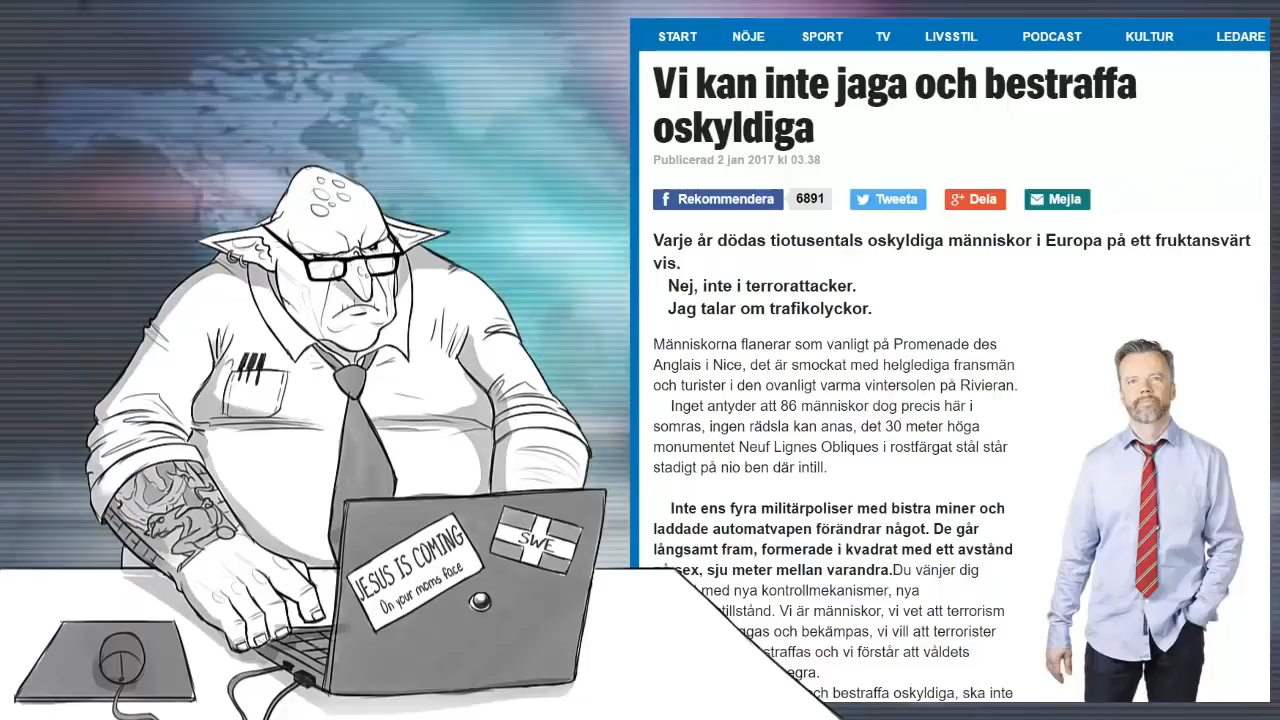 START NÖJE SPORT TV LIVSSTIL PODCAST KULTUR LEDARE
Vi kan inte jaga och bestraffa
oskyldiga
Publicerad 2 jan 2017 kl 03.38
Rekommendera 6891 Tweeta Dela Mejla
Varje år dödas tiotusentals oskyldiga människor i Europa på ett fruktansvärt
vis.
Nej, inte i terrorattacker.
Jag talar om trafikolyckor.
Människorna flanerar som vanligt på Promenade des
Anglais i Nice, det är smockat med helglediga fransmän
och turister i den ovanligt varma vintersolen på Rivieran.
Inget antyder att 86 människor dog precis här i
somras, ingen rädsla kan anas, det 30 meter höga
monumentet Neuf Lignes Obliques i rostfärgat stål står
stadigt på nio ben där intill.
Inte ens fyra militärpoliser med bistra miner och
laddade automatvapen förändrar något. De går
långsamt fram, formerade i kvadrat med ett avstånd
sex, sju meter mellan varandra.Du vänjer dig
med nya kontrollmekanismer, nya
tillstånd. Vi är människor, vi vet att terrorism
ggas och bekämpas, vi vill att terrorister
straffas och vi förstår att våldets
egra.
och bestraffa oskyldiga, ska inte
JESUS IS COMING
On your moms face
SWE